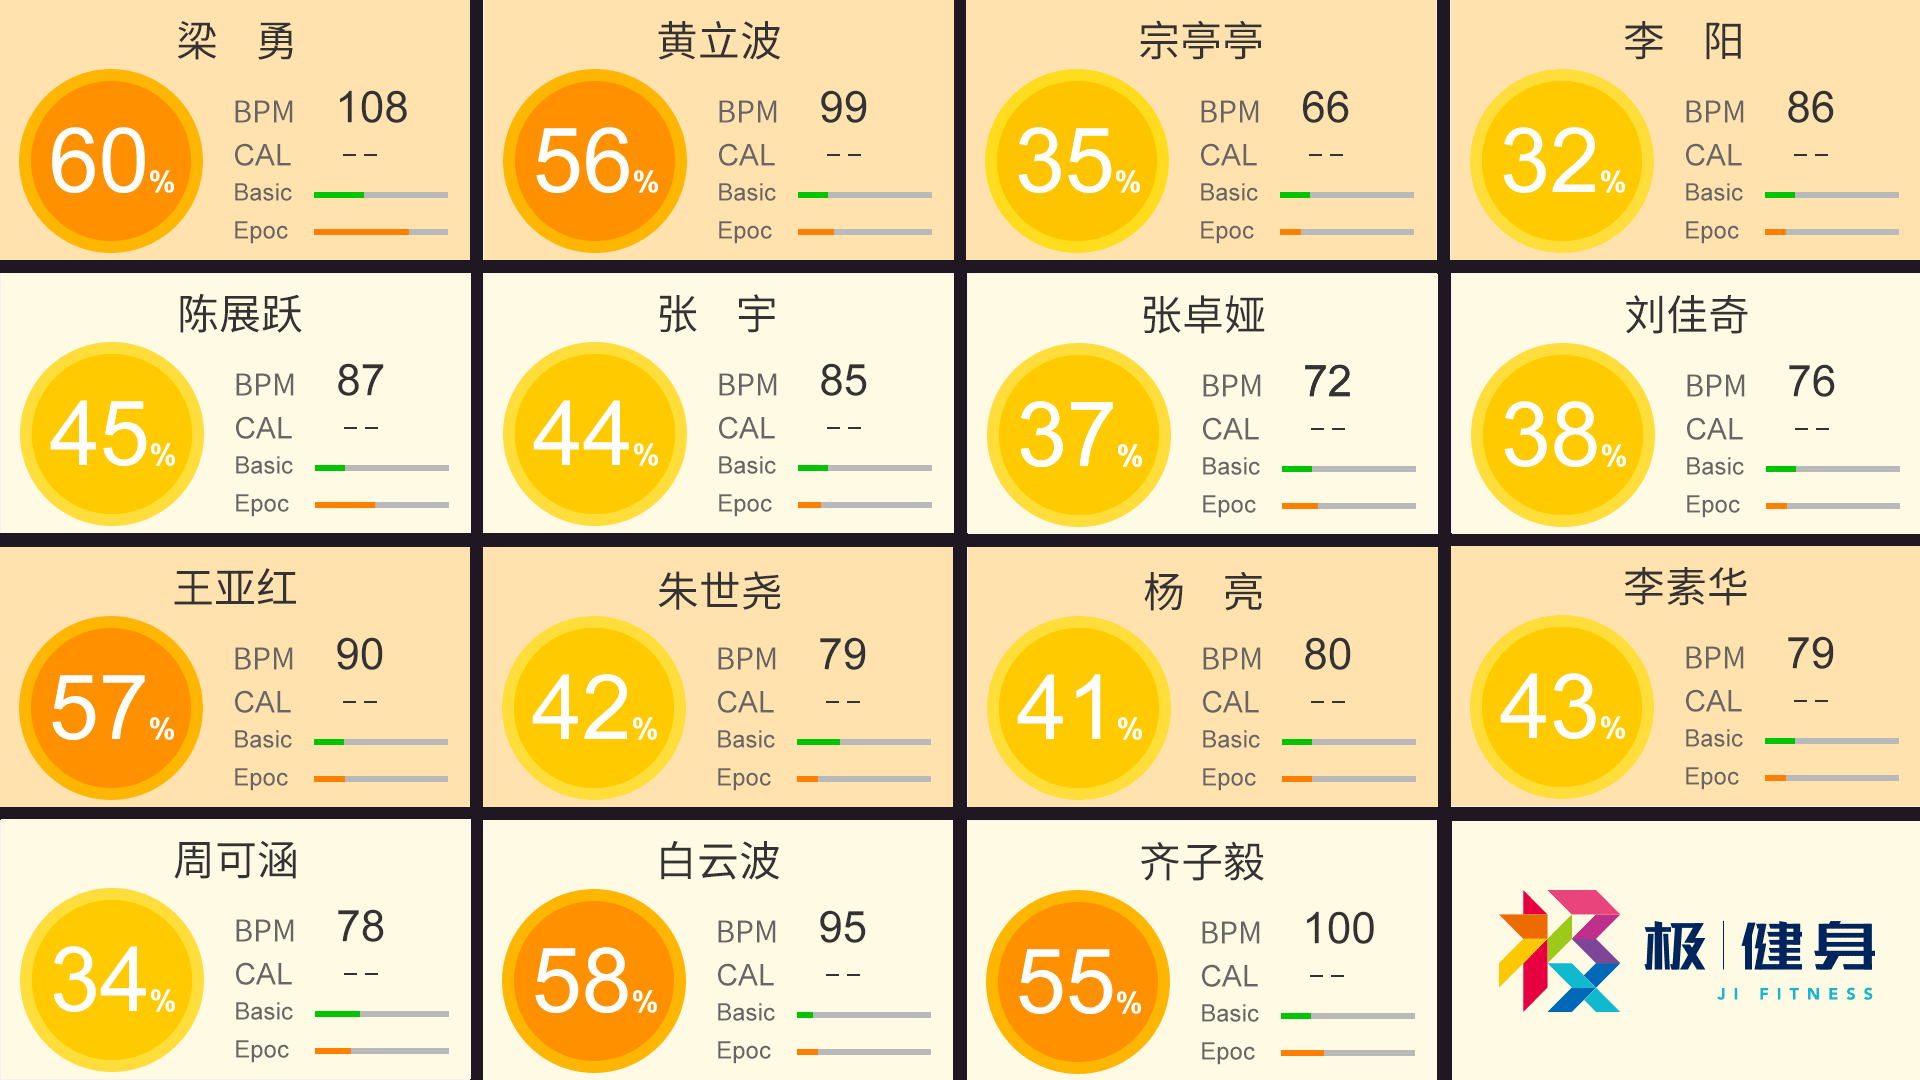 梁　勇
60%
BPM 108
CAL --
Basic
Epoc
黄立波
56%
BPM 99
CAL --
Basic
Epoc
宗亭亭
35%
BPM 66
CAL --
Basic
Epoc
李　阳
32%
BPM 86
CAL --
Basic
Epoc
陈展跃
45%
BPM 87
CAL --
Basic
Epoc
张　宇
44%
BPM 85
CAL --
Basic
Epoc
张卓娅
37%
BPM 72
CAL --
Basic
Epoc
刘佳奇
38%
BPM 76
CAL --
Basic
Epoc
王亚红
57%
BPM 90
CAL --
Basic
Epoc
朱世尧
42%
BPM 79
CAL --
Basic
Epoc
杨　亮
41%
BPM 80
CAL --
Basic
Epoc
李素华
43%
BPM 79
CAL --
Basic
Epoc
周可涵
34%
BPM 78
CAL --
Basic
Epoc
白云波
58%
BPM 95
CAL --
Basic
Epoc
齐子毅
55%
BPM 100
CAL --
Basic
Epoc
极|健身
JI FITNESS